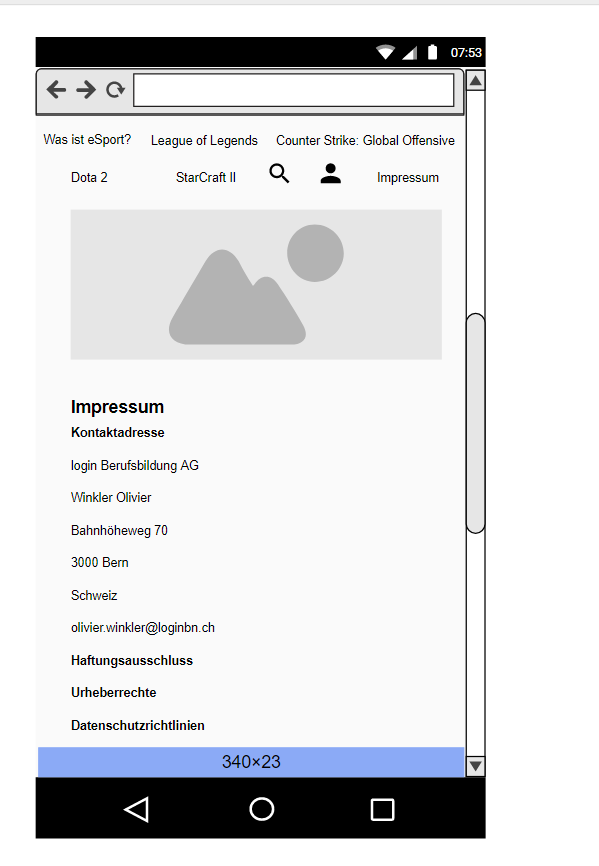 07:53
Was ist eSport? League of Legends Counter Strike: Global Offensive
Dota 2 StarCraft II Impressum
Impressum
Kontaktadresse
login Berufsbildung AG
Winkler Olivier
Bahnhöheweg 70
3000 Bern
Schweiz
olivier.winkler@loginbn.ch
Haftungsausschluss
Urheberrechte
Datenschutzrichtlinien
340×23